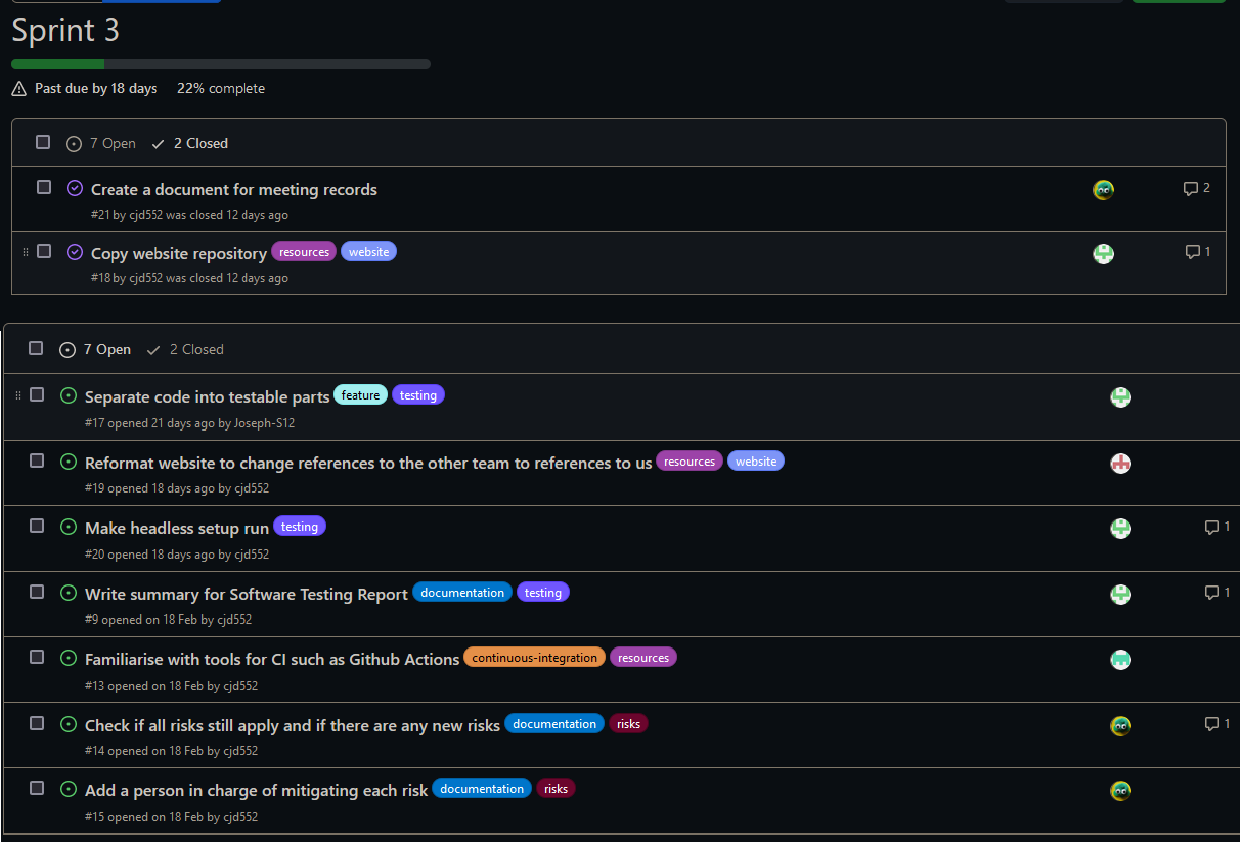 Sprint 3
Past due by 18 days 22% complete
7 Open 2 Closed
Create a document for meeting records 2
#21 by cjd552 was closed 12 days ago
Copy website repository resources website 1
#18 by cjd552 was closed 12 days ago
7 Open 2 Closed
Separate code into testable parts feature testing
#17 opened 21 days ago by Joseph-S12
Reformat website to change references to the other team to references to us resources website
#19 opened 18 days ago by cjd552
Make headless setup run testing 1
#20 opened 18 days ago by cjd552
Write summary for Software Testing Report documentation testing 1
#9 opened on 18 Feb by cjd552
Familiarise with tools for CI such as Github Actions continuous-integration resources
#13 opened on 18 Feb by cjd552
Check if all risks still apply and if there are any new risks documentation risks 1
#14 opened on 18 Feb by cjd552
Add a person in charge of mitigating each risk documentation risks
#15 opened on 18 Feb by cjd552